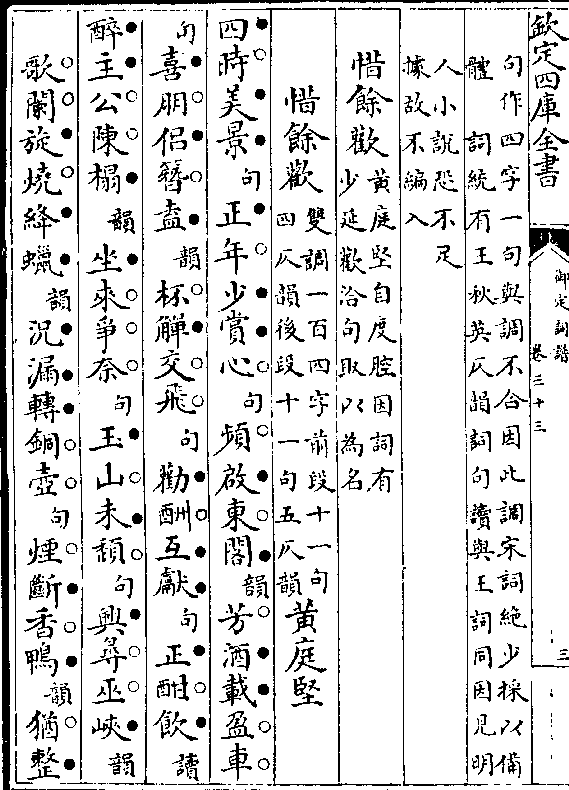 欽定四庫全書
御定詞譜
卷三十三
三
句作四字一句與調不合因此調宋詞絶少採以備
體　詞統有王秋英仄韻詞句讀與王詞同因見明
人小說恐不足
據故不編入
惜餘歡
黃庭堅自度腔因詞有
少延歡洽句取以為名
惜餘歡
雙調一百四字前段十一句
四仄韻後段十一句五仄韻
黃庭堅
四時美景句正年少賞心句頻啟東閣韻芳酒載盈車
句喜朋侶簪盍韻杯觶交飛句勸酬互獻句正酣飲讀
醉主公陳榻韻坐來爭奈句玉山未頹句興尋巫峽韻
歌闌旋燒絳蠟韻況漏轉銅壺句煙斷香鴨韻猶整